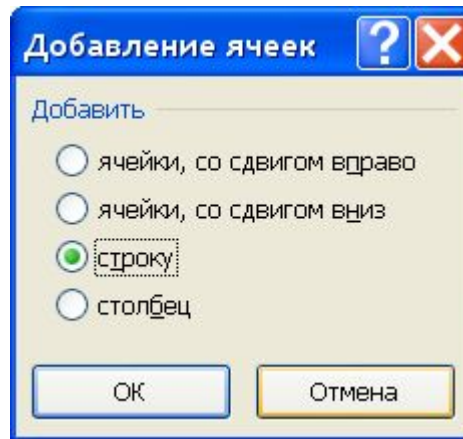 Добавление ячеек
Добавить
ячейки, со сдвигом вправо
ячейки, со сдвигом вниз
строку
столбец
ОК
Отмена